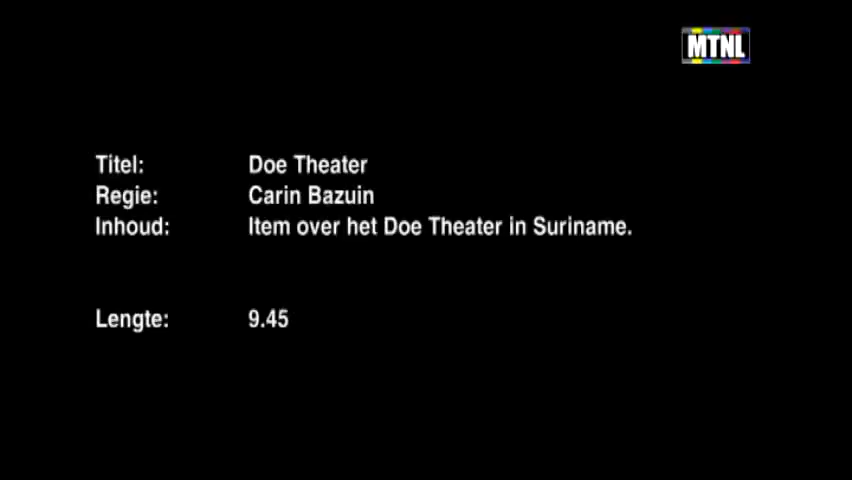 MTNL
Titel: Doe Theater
Regie: Carin Bazuin
Inhoud: Item over het Doe Theater in Suriname.
Lengte: 9.45